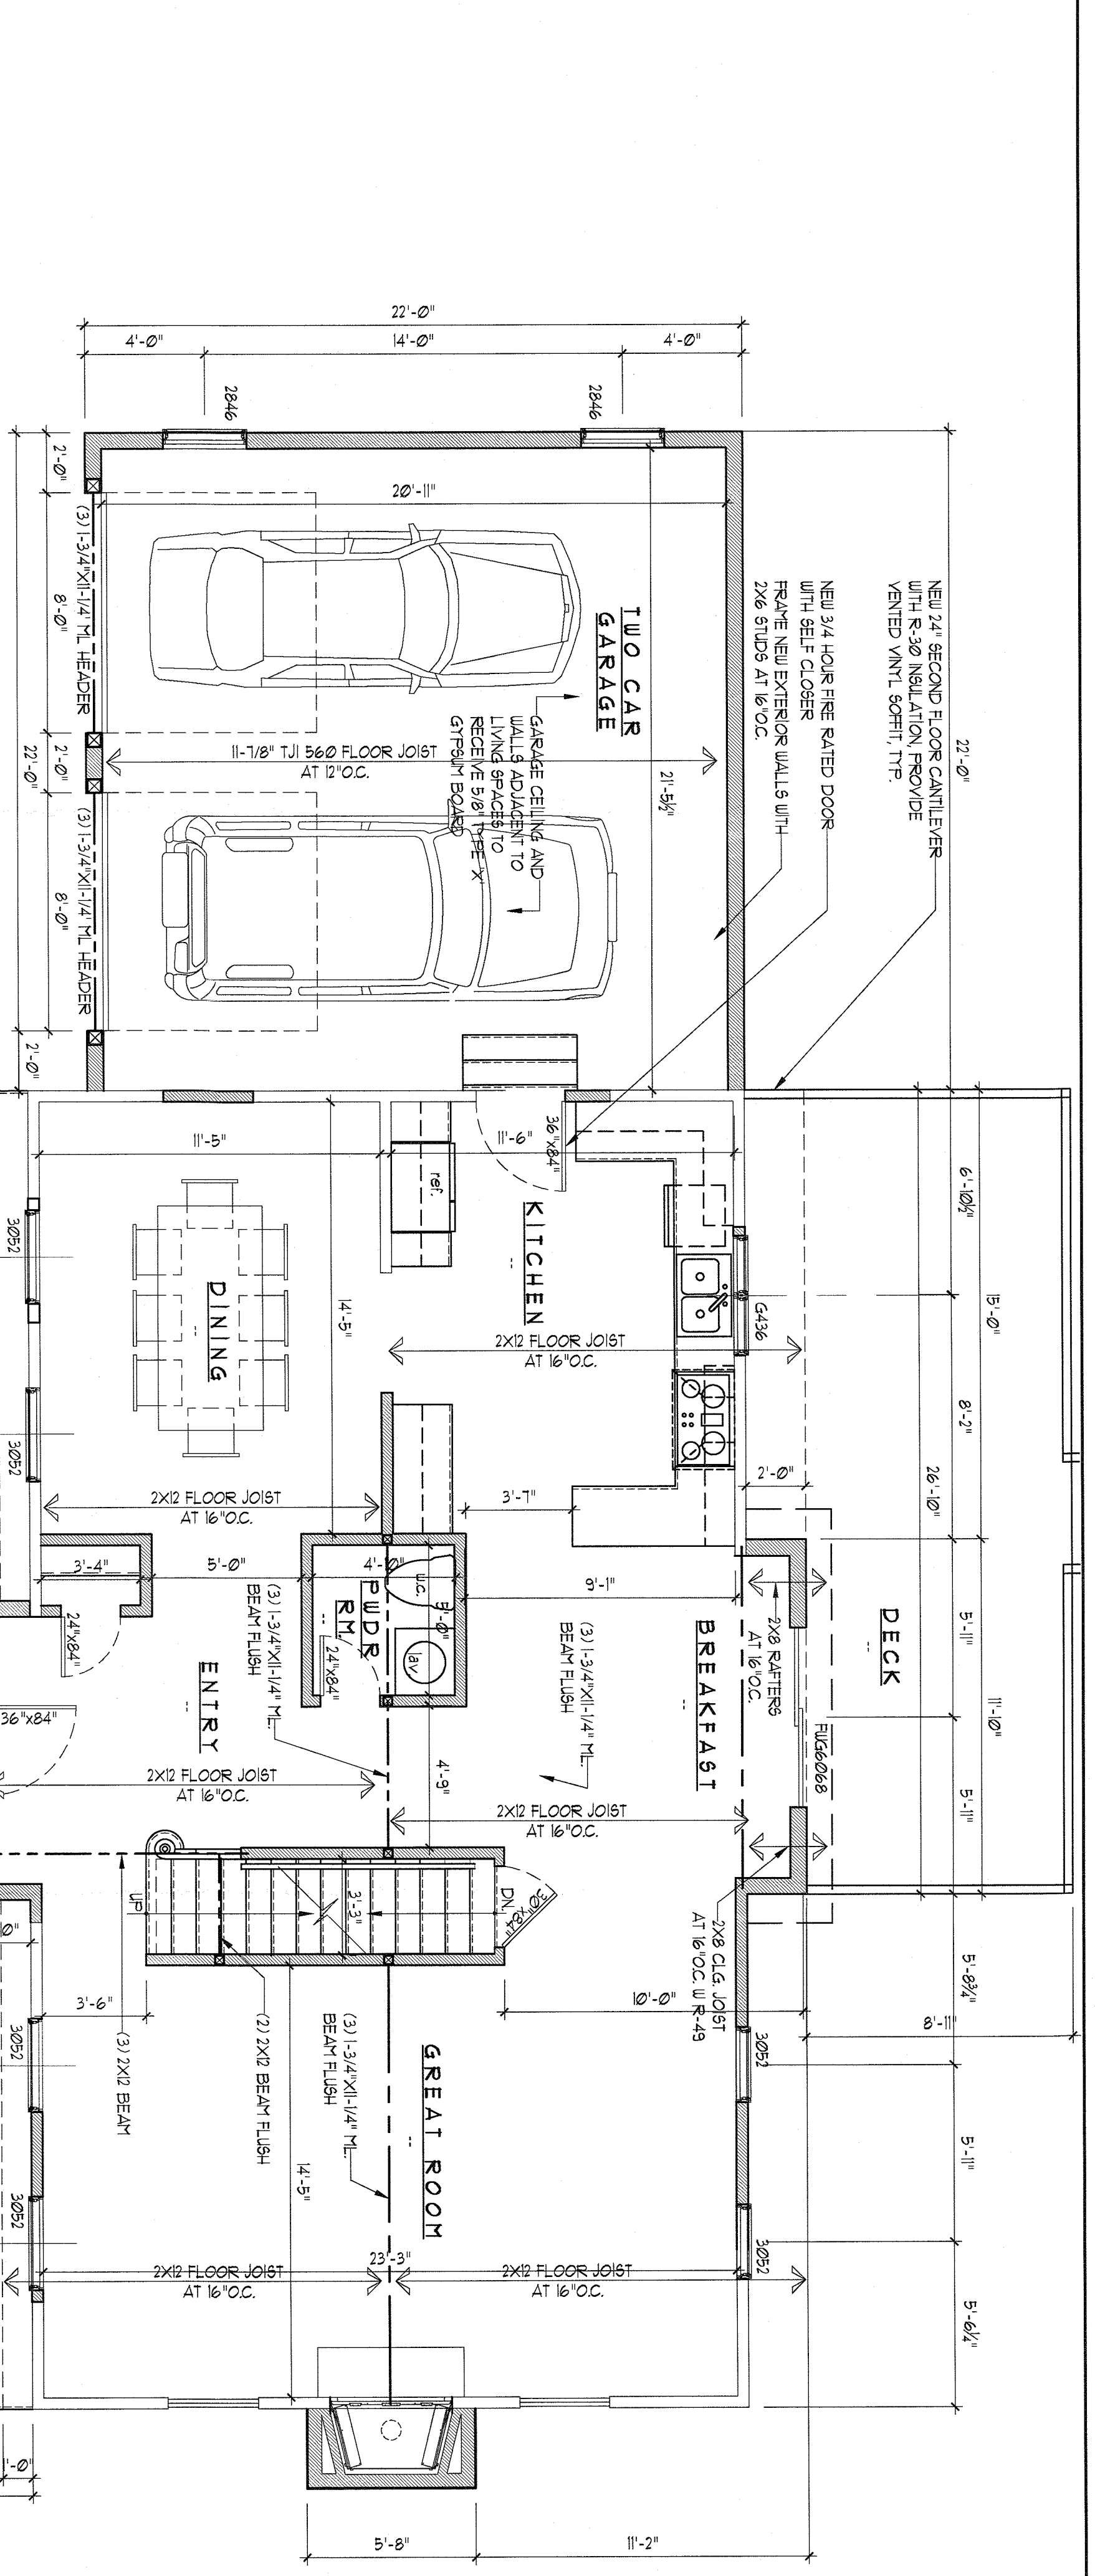 22'-0"
4'-0"
14'-0"
4'-0"
2846
2846
2'-0"
20'-11"
(3) 1-3/4"X11-1/4' ML HEADER
8'-0"
TWO CAR
GARAGE
NEW 24" SECOND FLOOR CANTILEVER
WITH R-30 INSULATION, PROVIDE
VENTED VINYL SOFFIT, TYP.
NEW 3/4 HOUR FIRE RATED DOOR
WITH SELF CLOSER
FRAME NEW EXTERIOR WALLS WITH
2X6 STUDS AT 16"O.C.
22'-0"
GARAGE CEILING AND
WALLS ADJACENT TO
LIVING SPACES TO
RECEIVE 5/8" TYPE 'X'
GYPSUM BOARD
11-7/8" TJI 560 FLOOR JOIST
AT 12"O.C.
21'-5½"
2'-0"
22'-0"
(3) 1-3/4"X11-1/4' ML HEADER
8'-0"
2'-0"
11'-5"
11'-6"
36"x84"
ref.
KITCHEN
6'-10½"
15'-0"
3052
DINING
14'-5"
G436
2X12 FLOOR JOIST
AT 16"O.C.
8'-2"
26'-10"
3052
2X12 FLOOR JOIST
AT 16"O.C.
3'-7"
2'-0"
3'-4"
5'-0"
4'-0"
w.c.
5'-0"
9'-1"
24"x84"
PWDR
RM.
lav.
24"x84"
(3) 1-3/4"X11-1/4" ML.
BEAM FLUSH
(3) 1-3/4"X11-1/4" ML.
BEAM FLUSH
BREAKFAST
2X8 RAFTERS
AT 16"O.C.
DECK
5'-11"
11'-10"
ENTRY
36"x84"
FWG6068
4'-9"
2X12 FLOOR JOIST
AT 16"O.C.
2X12 FLOOR JOIST
AT 16"O.C.
5'-11"
UP
3'-3"
DN.
30"x84"
2X8 CLG. JOIST
AT 16"O.C. W R-49
0"
3'-6"
10'-0"
5'-8¾"
8'-11"
3052
3052
(3) 2X12 BEAM
(2) 2X12 BEAM FLUSH
(3) 1-3/4"X11-1/4" ML.
BEAM FLUSH
GREAT ROOM
14'-5"
5'-11"
3052
3052
23'-3"
2X12 FLOOR JOIST
AT 16"O.C.
2X12 FLOOR JOIST
AT 16"O.C.
5'-6¼"
1'-0"
5'-8"
11'-2"